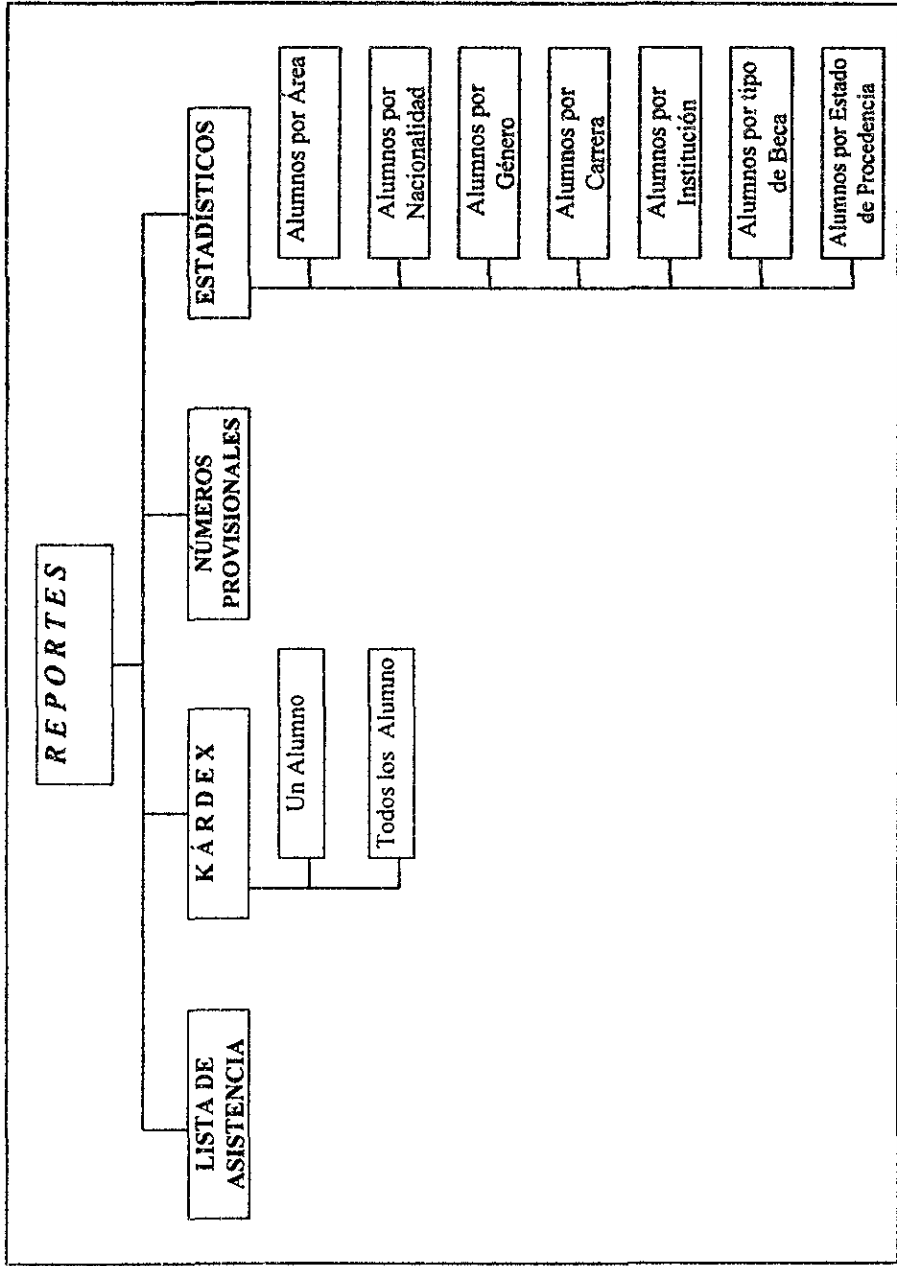 REPORTES
LISTA DE
ASISTENCIA
KÁRDEX
Un Alumno
Todos los Alumno
NÚMEROS
PROVISIONALES
ESTADÍSTICOS
Alumnos por Área
Alumnos por
Nacionalidad
Alumnos por
Género
Alumnos por
Carrera
Alumnos por
Institución
Alumnos por tipo
de Beca
Alumnos por Estado
de Procedencia